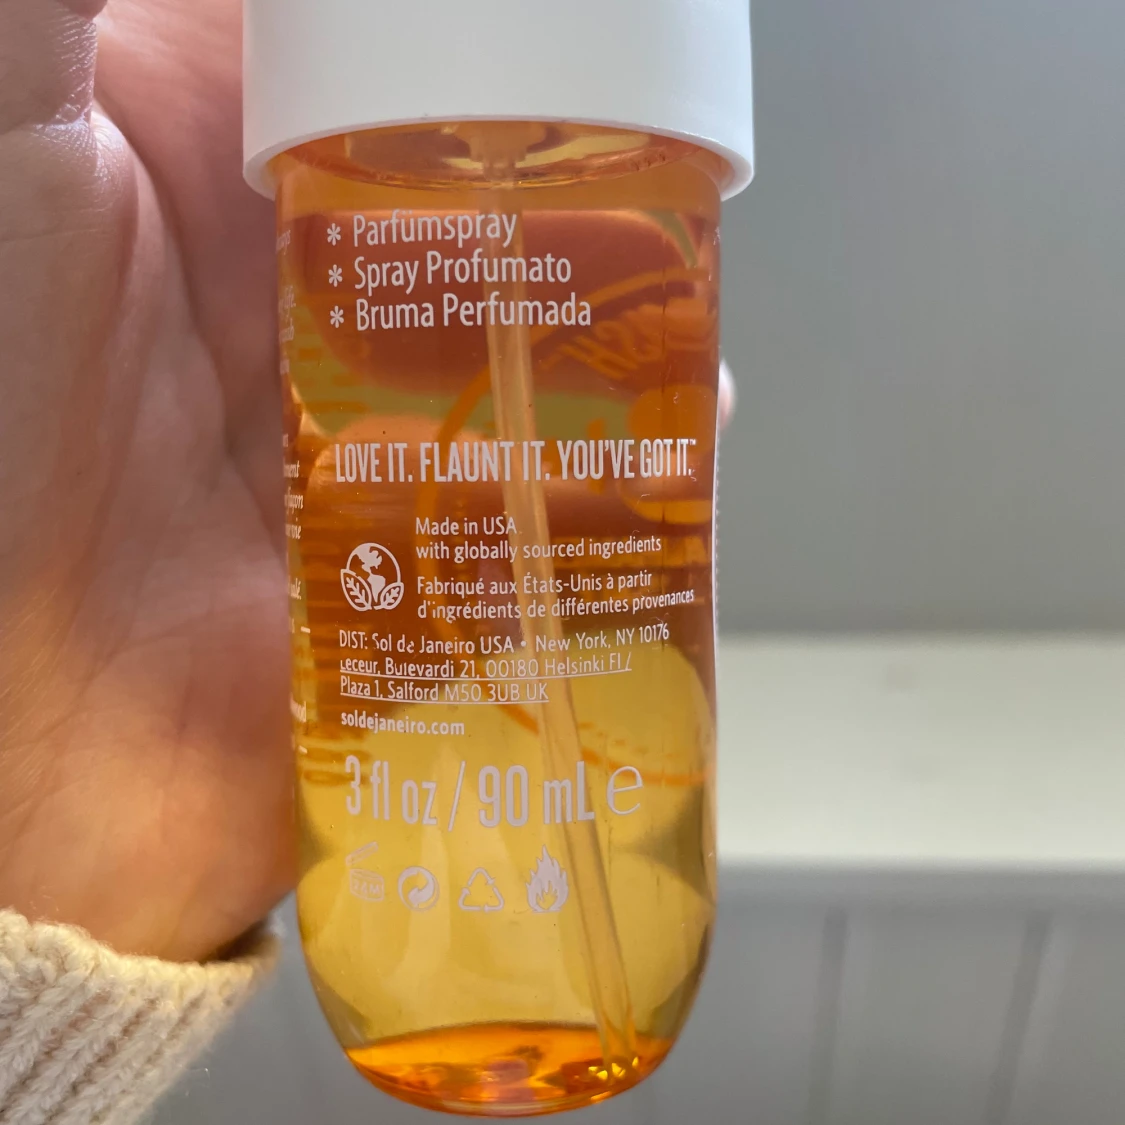 * Parfümspray
* Spray Profumato
* Bruma Perfumada
LOVE IT. FLAUNT IT. YOU'VE GOT IT.™
Made in USA
with globally sourced ingredients
Fabriqué aux États-Unis à partir
d'ingrédients de différentes provenances
DIST: Sol de Janeiro USA • New York, NY 10176
Leceur, Bulevardi 21, 00180 Helsinki FI /
Plaza 1, Salford M50 3UB UK
soldejaneiro.com
3 fl oz / 90 mL ℮
24M